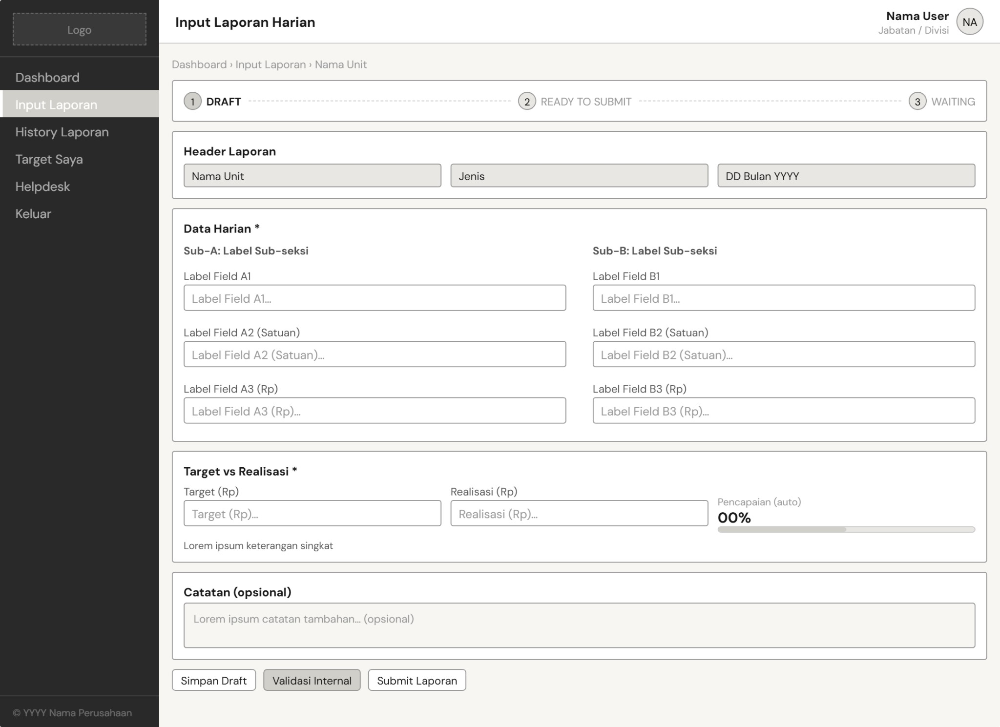 Logo
Dashboard
Input Laporan
History Laporan
Target Saya
Helpdesk
Keluar
© YYYY Nama Perusahaan
Input Laporan Harian
Nama User
Jabatan / Divisi
NA
Dashboard › Input Laporan › Nama Unit
1 DRAFT
2 READY TO SUBMIT
3 WAITING
Header Laporan
Nama Unit
Jenis
DD Bulan YYYY
Data Harian *
Sub-A: Label Sub-seksi
Label Field A1
Label Field A1...
Label Field A2 (Satuan)
Label Field A2 (Satuan)...
Label Field A3 (Rp)
Label Field A3 (Rp)...
Sub-B: Label Sub-seksi
Label Field B1
Label Field B1...
Label Field B2 (Satuan)
Label Field B2 (Satuan)...
Label Field B3 (Rp)
Label Field B3 (Rp)...
Target vs Realisasi *
Target (Rp)
Target (Rp)...
Realisasi (Rp)
Realisasi (Rp)...
Pencapaian (auto)
00%
Lorem ipsum keterangan singkat
Catatan (opsional)
Lorem ipsum catatan tambahan... (opsional)
Simpan Draft
Validasi Internal
Submit Laporan